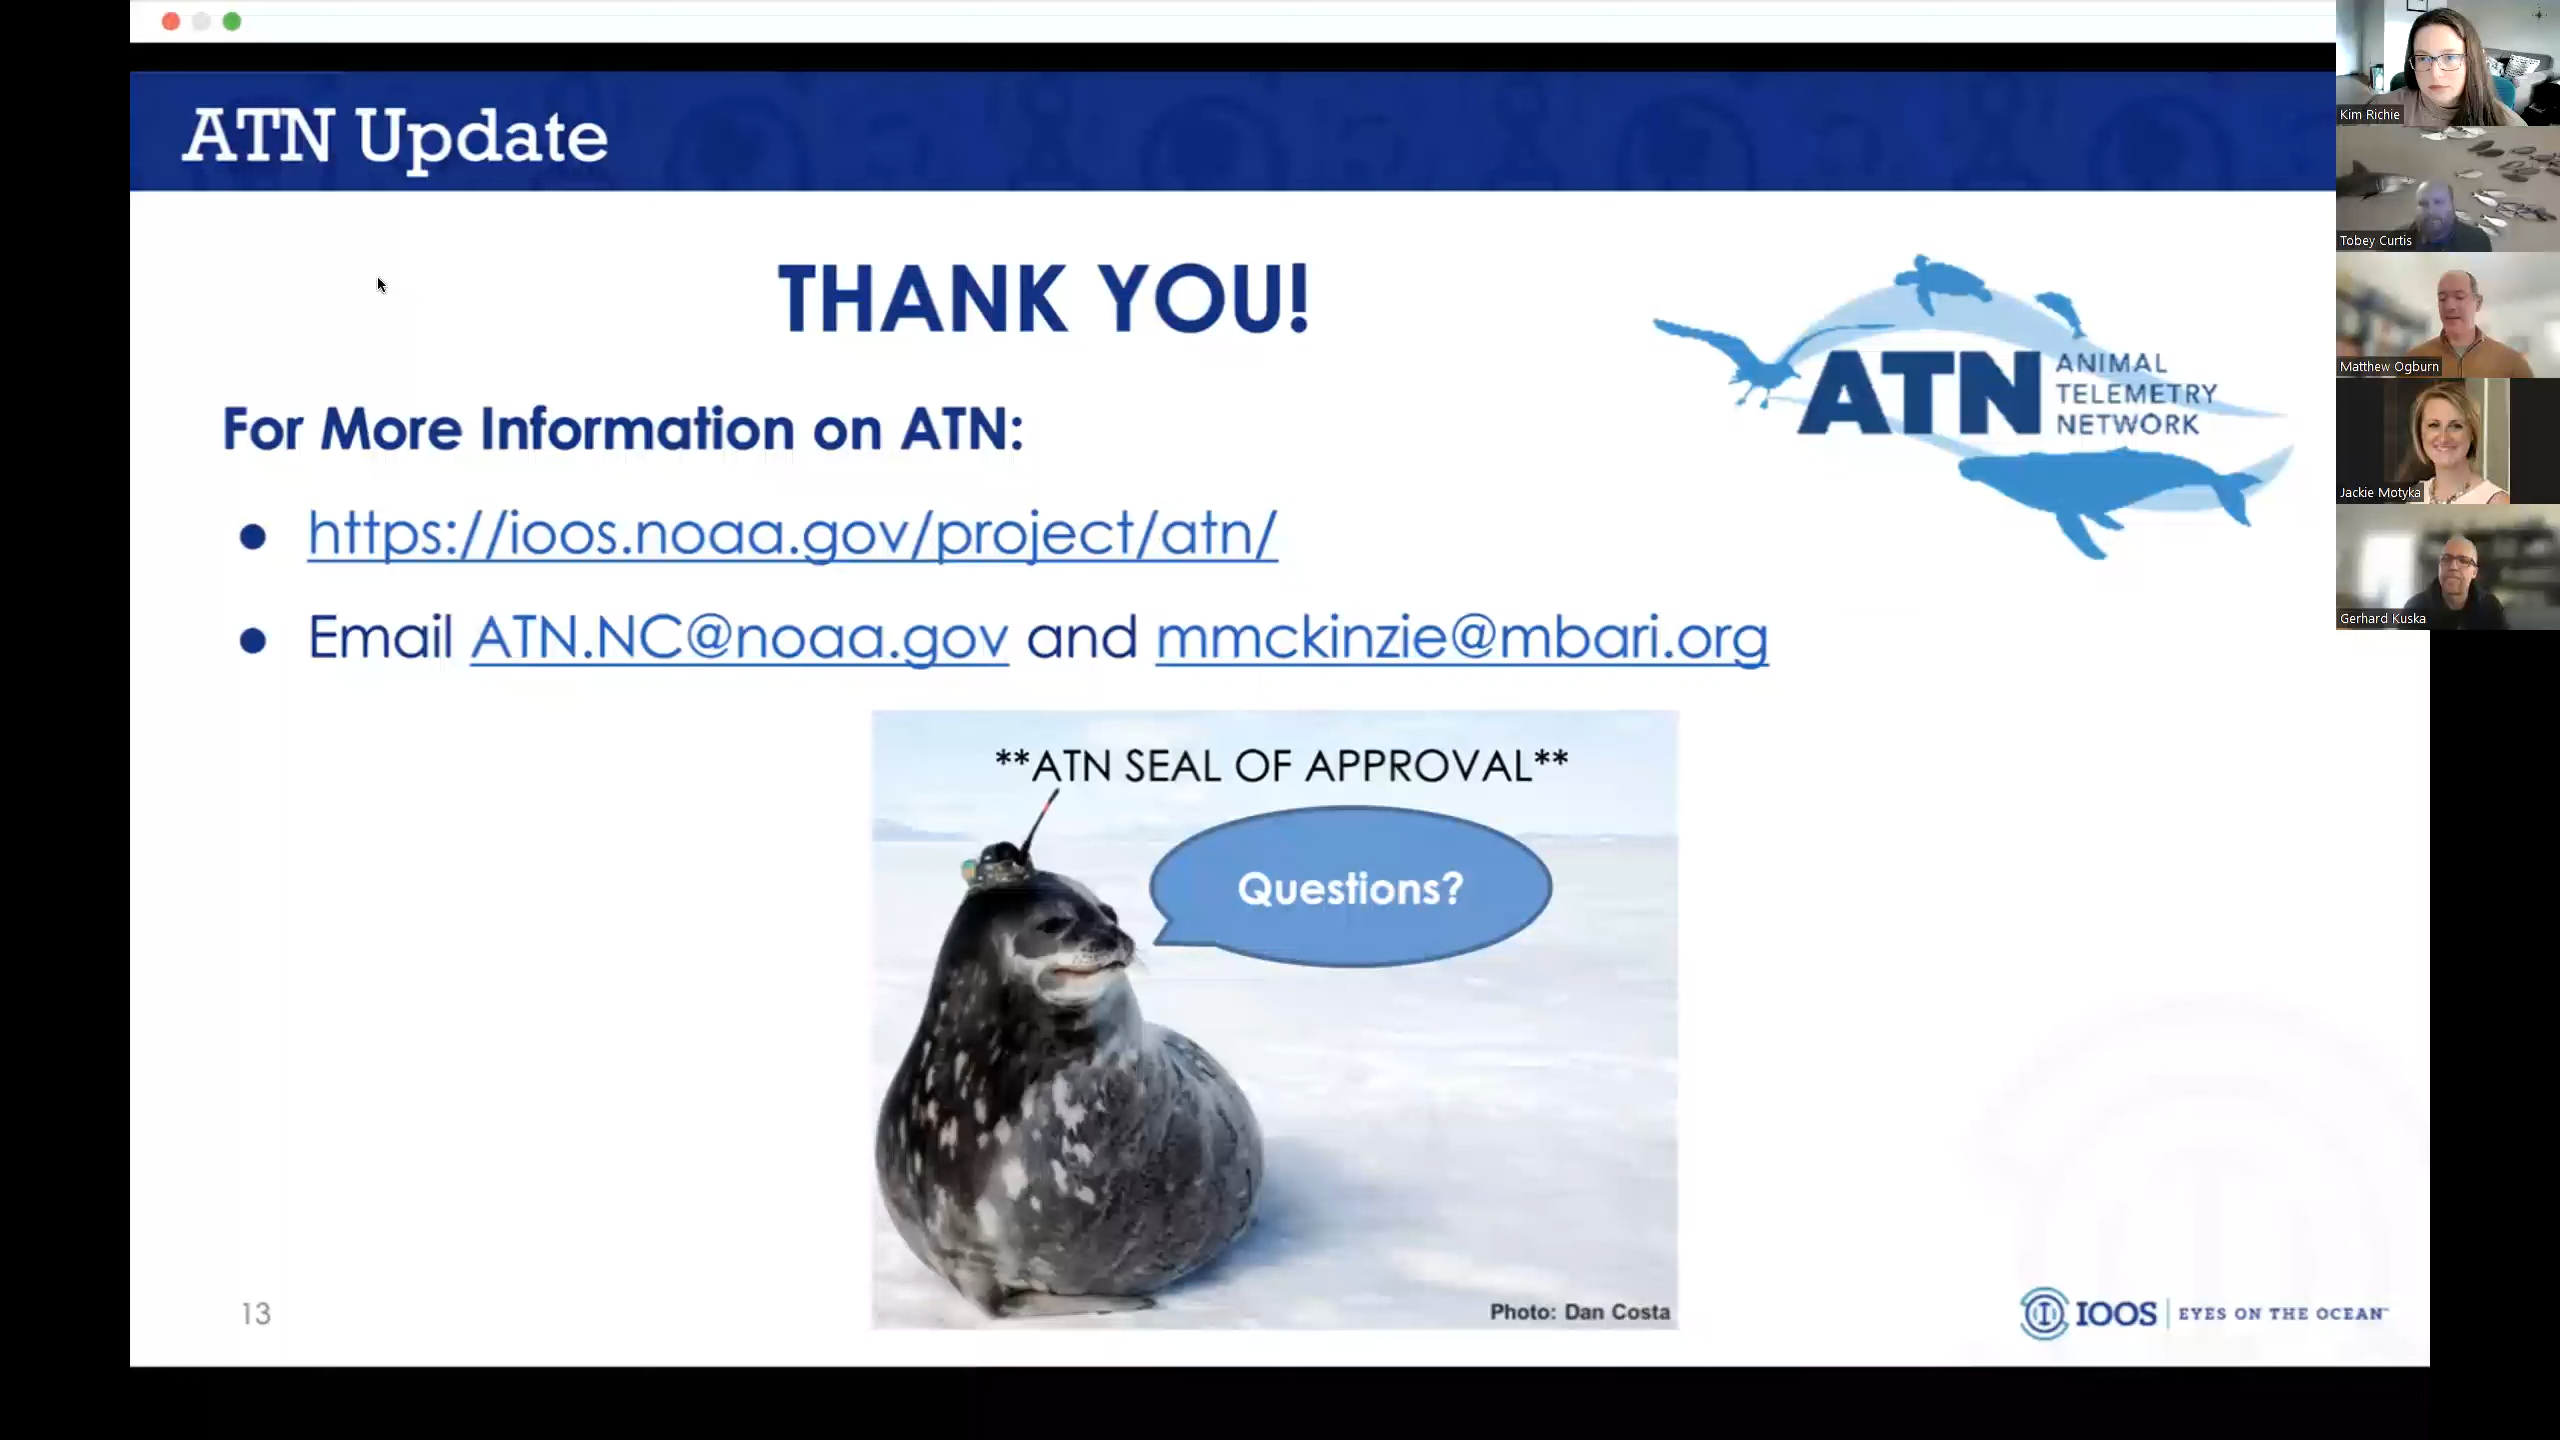 ATN Update
THANK YOU!
ATN
ANIMAL
TELEMETRY
NETWORK
For More Information on ATN:
● https://ioos.noaa.gov/project/atn/
● Email ATN.NC@noaa.gov and mmckinzie@mbari.org
**ATN SEAL OF APPROVAL**
Questions?
Photo: Dan Costa
13
IOOS | EYES ON THE OCEAN™
Kim Richie
Tobey Curtis
Matthew Ogburn
Jackie Motyka
Gerhard Kuska